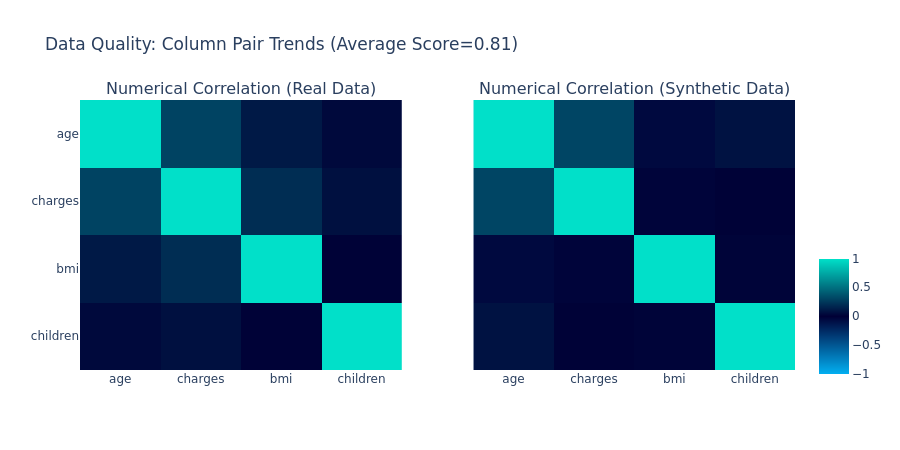 Data Quality: Column Pair Trends (Average Score=0.81)
Numerical Correlation (Real Data)
Numerical Correlation (Synthetic Data)
age
charges
bmi
children
age charges bmi children
age charges bmi children
1
0.5
0
−0.5
−1